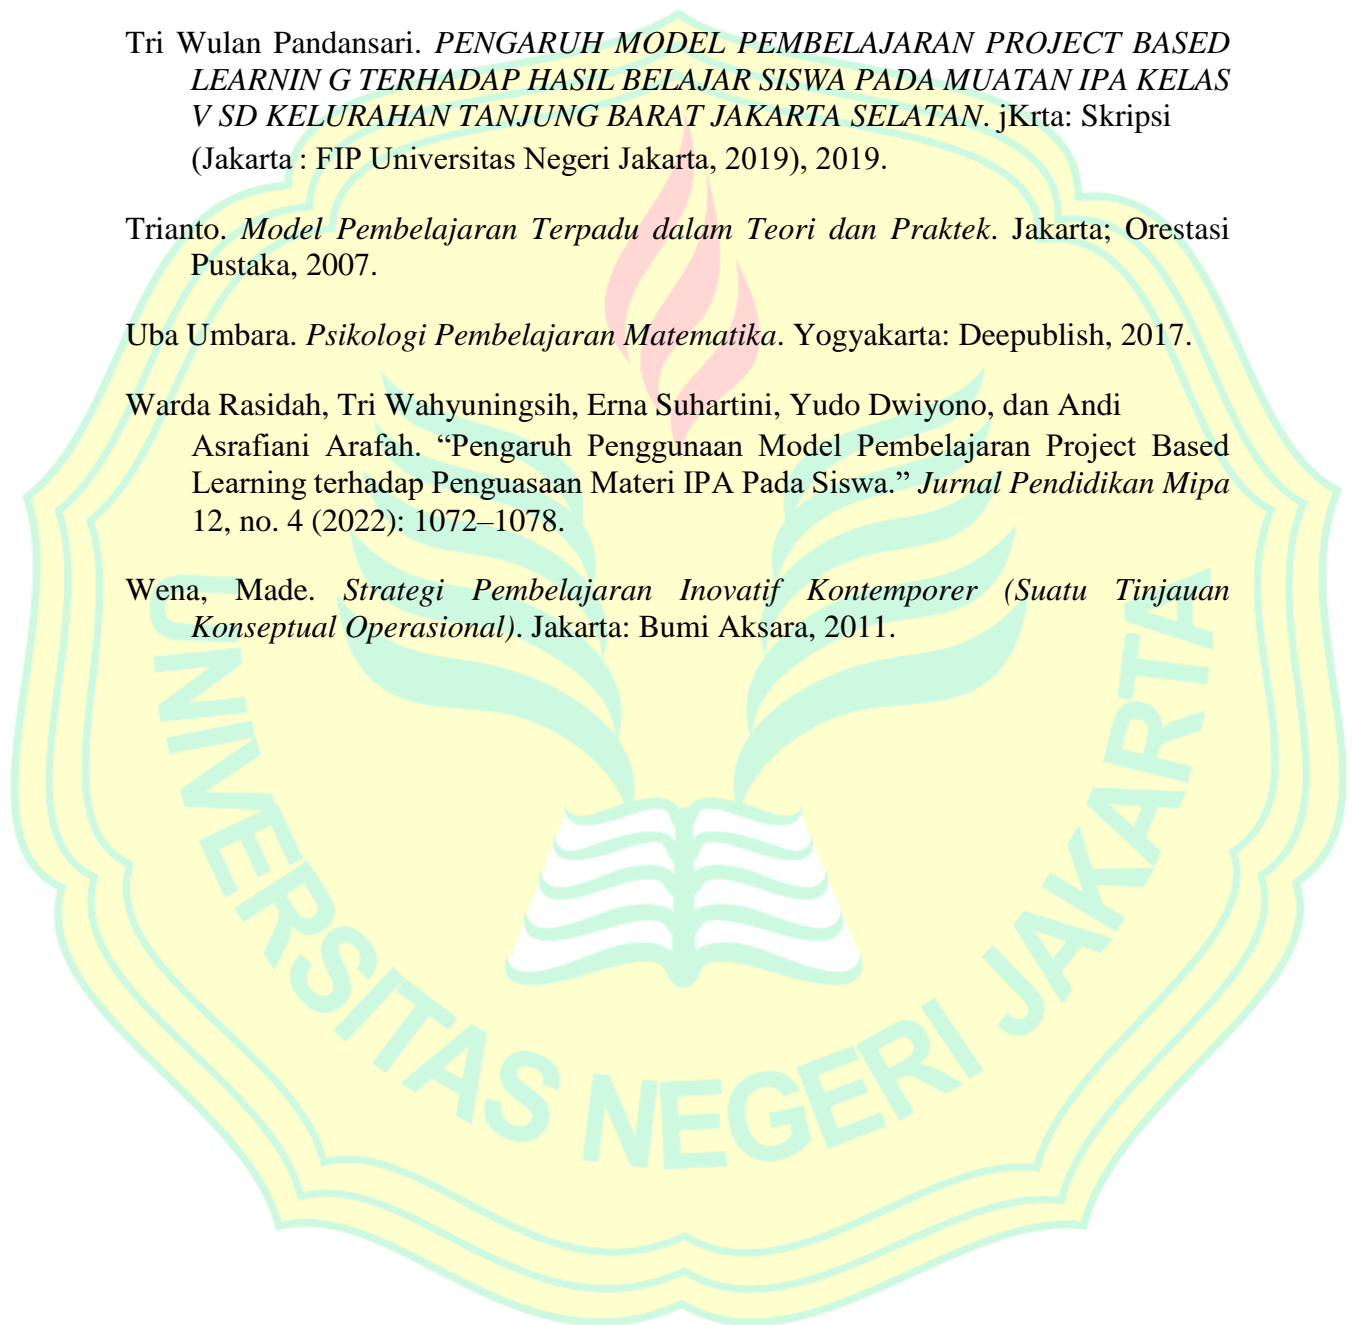 Tri Wulan Pandansari. PENGARUH MODEL PEMBELAJARAN PROJECT BASED
LEARNIN G TERHADAP HASIL BELAJAR SISWA PADA MUATAN IPA KELAS
V SD KELURAHAN TANJUNG BARAT JAKARTA SELATAN. jKrta: Skripsi
(Jakarta : FIP Universitas Negeri Jakarta, 2019), 2019.
Trianto. Model Pembelajaran Terpadu dalam Teori dan Praktek. Jakarta; Orestasi
Pustaka, 2007.
Uba Umbara. Psikologi Pembelajaran Matematika. Yogyakarta: Deepublish, 2017.
Warda Rasidah, Tri Wahyuningsih, Erna Suhartini, Yudo Dwiyono, dan Andi
Asrafiani Arafah. “Pengaruh Penggunaan Model Pembelajaran Project Based
Learning terhadap Penguasaan Materi IPA Pada Siswa.” Jurnal Pendidikan Mipa
12, no. 4 (2022): 1072–1078.
Wena, Made. Strategi Pembelajaran Inovatif Kontemporer (Suatu Tinjauan
Konseptual Operasional). Jakarta: Bumi Aksara, 2011.
UNIVERSITAS NEGERI JAKARTA